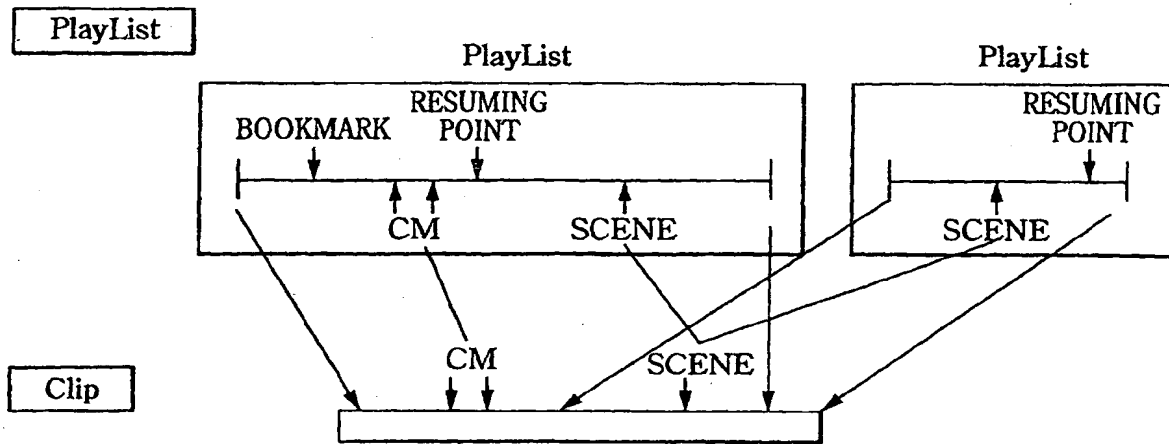 PlayList
PlayList
PlayList
BOOKMARK
RESUMING
POINT
RESUMING
POINT
CM
SCENE
SCENE
CM
SCENE
Clip